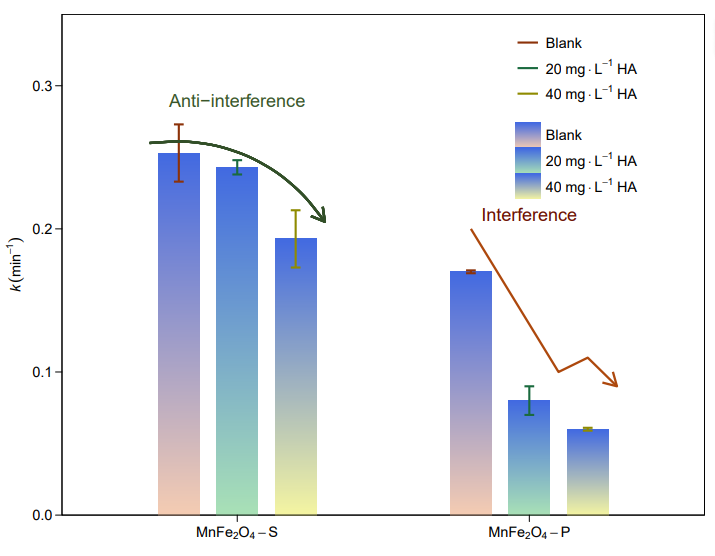 Blank
20 mg · L⁻¹ HA
40 mg · L⁻¹ HA
Blank
20 mg · L⁻¹ HA
40 mg · L⁻¹ HA
Anti−interference
Interference
k (min⁻¹)
0.3
0.2
0.1
0.0
MnFe₂O₄ – S
MnFe₂O₄ – P